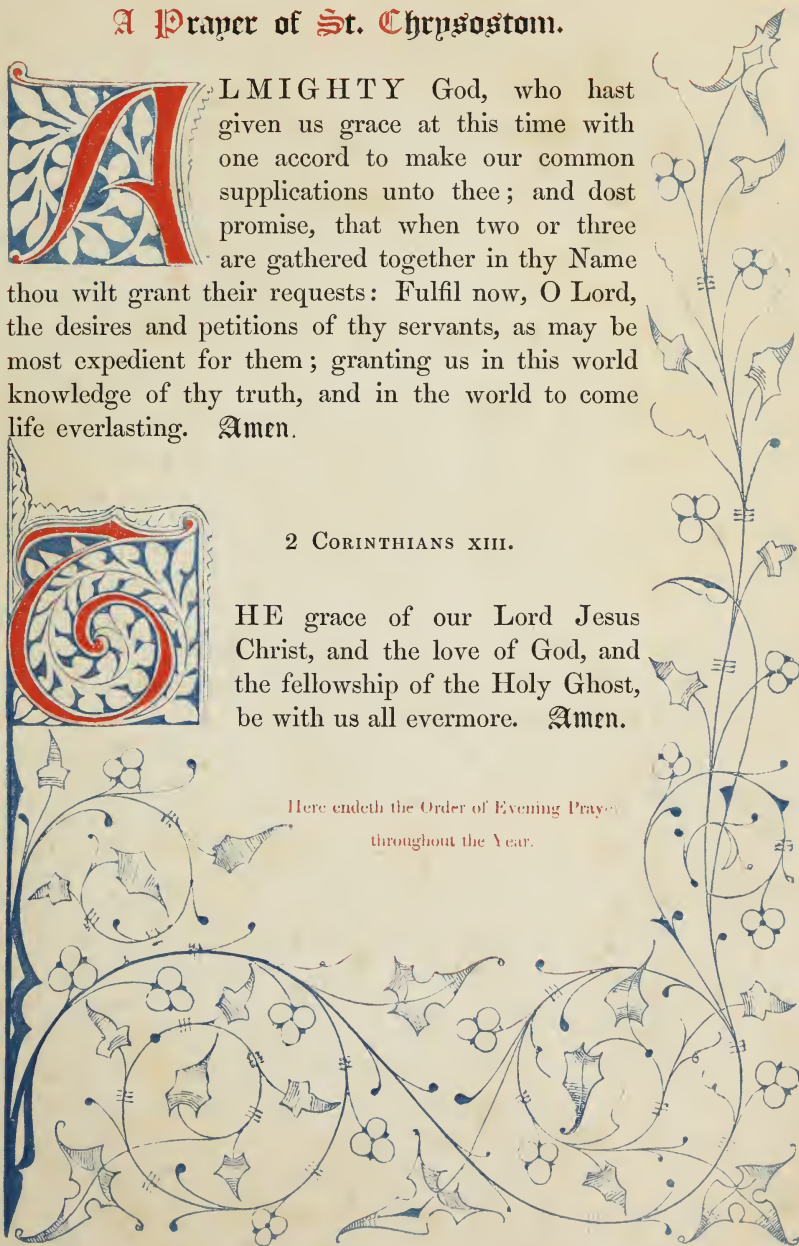 A Prayer of St. Chrysostom.
ALMIGHTY God, who hast
given us grace at this time with
one accord to make our common
supplications unto thee; and dost
promise, that when two or three
are gathered together in thy Name
thou wilt grant their requests: Fulfil now, O Lord,
the desires and petitions of thy servants, as may be
most expedient for them; granting us in this world
knowledge of thy truth, and in the world to come
life everlasting. Amen.
2 CORINTHIANS XIII.
THE grace of our Lord Jesus
Christ, and the love of God, and
the fellowship of the Holy Ghost,
be with us all evermore. Amen.
Here endeth the Order of Evening Prayer
throughout the Year.